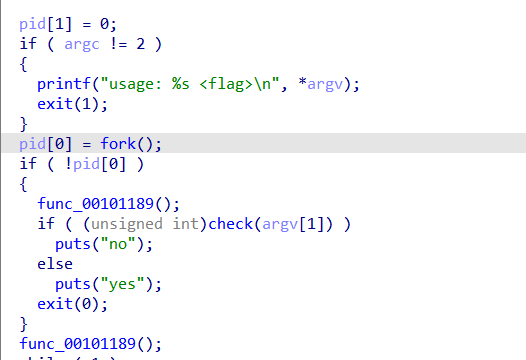 pid[1] = 0;
if ( argc != 2 )
{
printf("usage: %s <flag>\n", *argv);
exit(1);
}
pid[0] = fork();
if ( !pid[0] )
{
func_00101189();
if ( (unsigned int)check(argv[1]) )
puts("no");
else
puts("yes");
exit(0);
}
func_00101189();